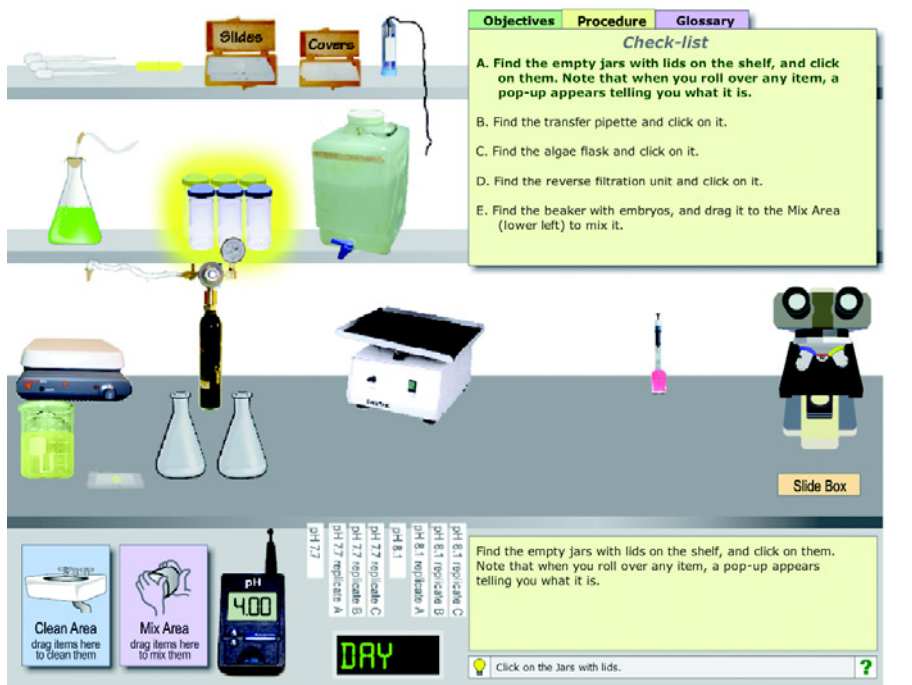 Objectives
Procedure
Glossary
Check-list
A. Find the empty jars with lids on the shelf, and click
on them. Note that when you roll over any item, a
pop-up appears telling you what it is.
B. Find the transfer pipette and click on it.
C. Find the algae flask and click on it.
D. Find the reverse filtration unit and click on it.
E. Find the beaker with embryos, and drag it to the Mix Area
(lower left) to mix it.
Slides
Covers
Slide Box
Clean Area
drag items here
to clean them
Mix Area
drag items here
to mix them
pH
4.00
pH 7.7
pH 7.7 replicate A
pH 7.7 replicate B
pH 7.7 replicate C
pH 8.1
pH 8.1 replicate A
pH 8.1 replicate B
pH 8.1 replicate C
DAY
Find the empty jars with lids on the shelf, and click on them.
Note that when you roll over any item, a pop-up appears
telling you what it is.
Click on the Jars with lids.
?